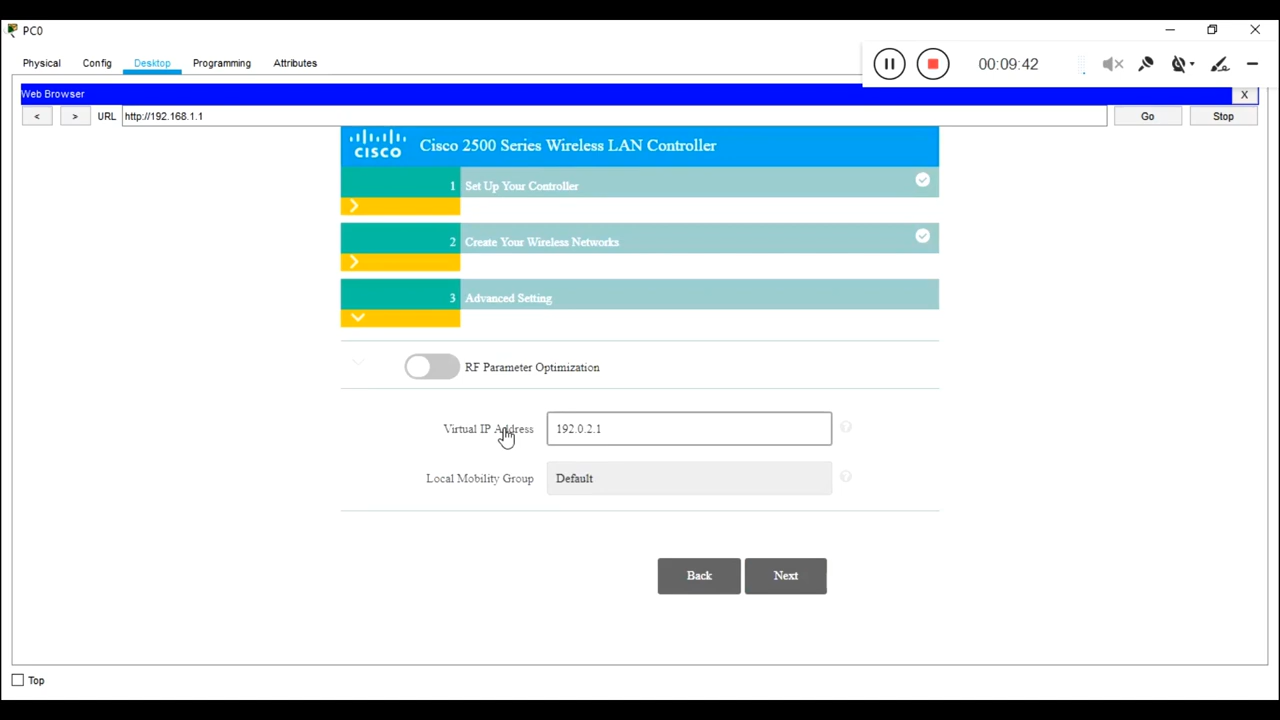 PC0
Physical Config Desktop Programming Attributes
00:09:42
Web Browser
X
< > URL http://192.168.1.1 Go Stop
CISCO Cisco 2500 Series Wireless LAN Controller
1 Set Up Your Controller
2 Create Your Wireless Networks
3 Advanced Setting
RF Parameter Optimization
Virtual IP Address 192.0.2.1 ?
Local Mobility Group Default ?
Back Next
Top